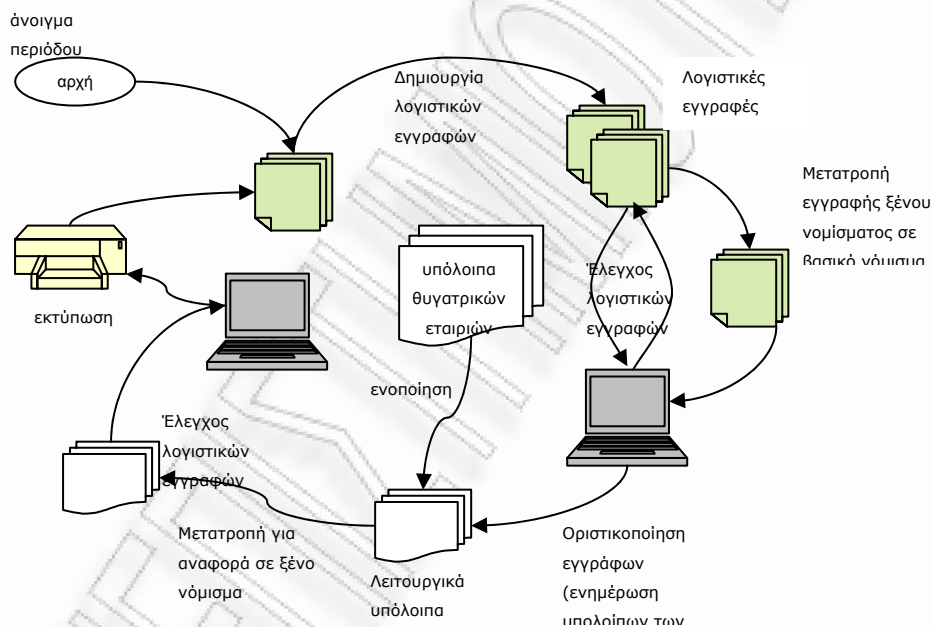 άνοιγμα
περιόδου
αρχή
Δημιουργία
λογιστικών
εγγραφών
Λογιστικές
εγγραφές
Μετατροπή
εγγραφής ξένου
νομίσματος σε
βασικό νόμισμα
υπόλοιπα
θυγατρικών
εταιριών
Έλεγχος
λογιστικών
εγγραφών
εκτύπωση
ενοποίηση
Έλεγχος
λογιστικών
εγγραφών
Μετατροπή για
αναφορά σε ξένο
νόμισμα
Λειτουργικά
υπόλοιπα
Οριστικοποίηση
εγγράφων
(ενημέρωση
υπολοίπων των